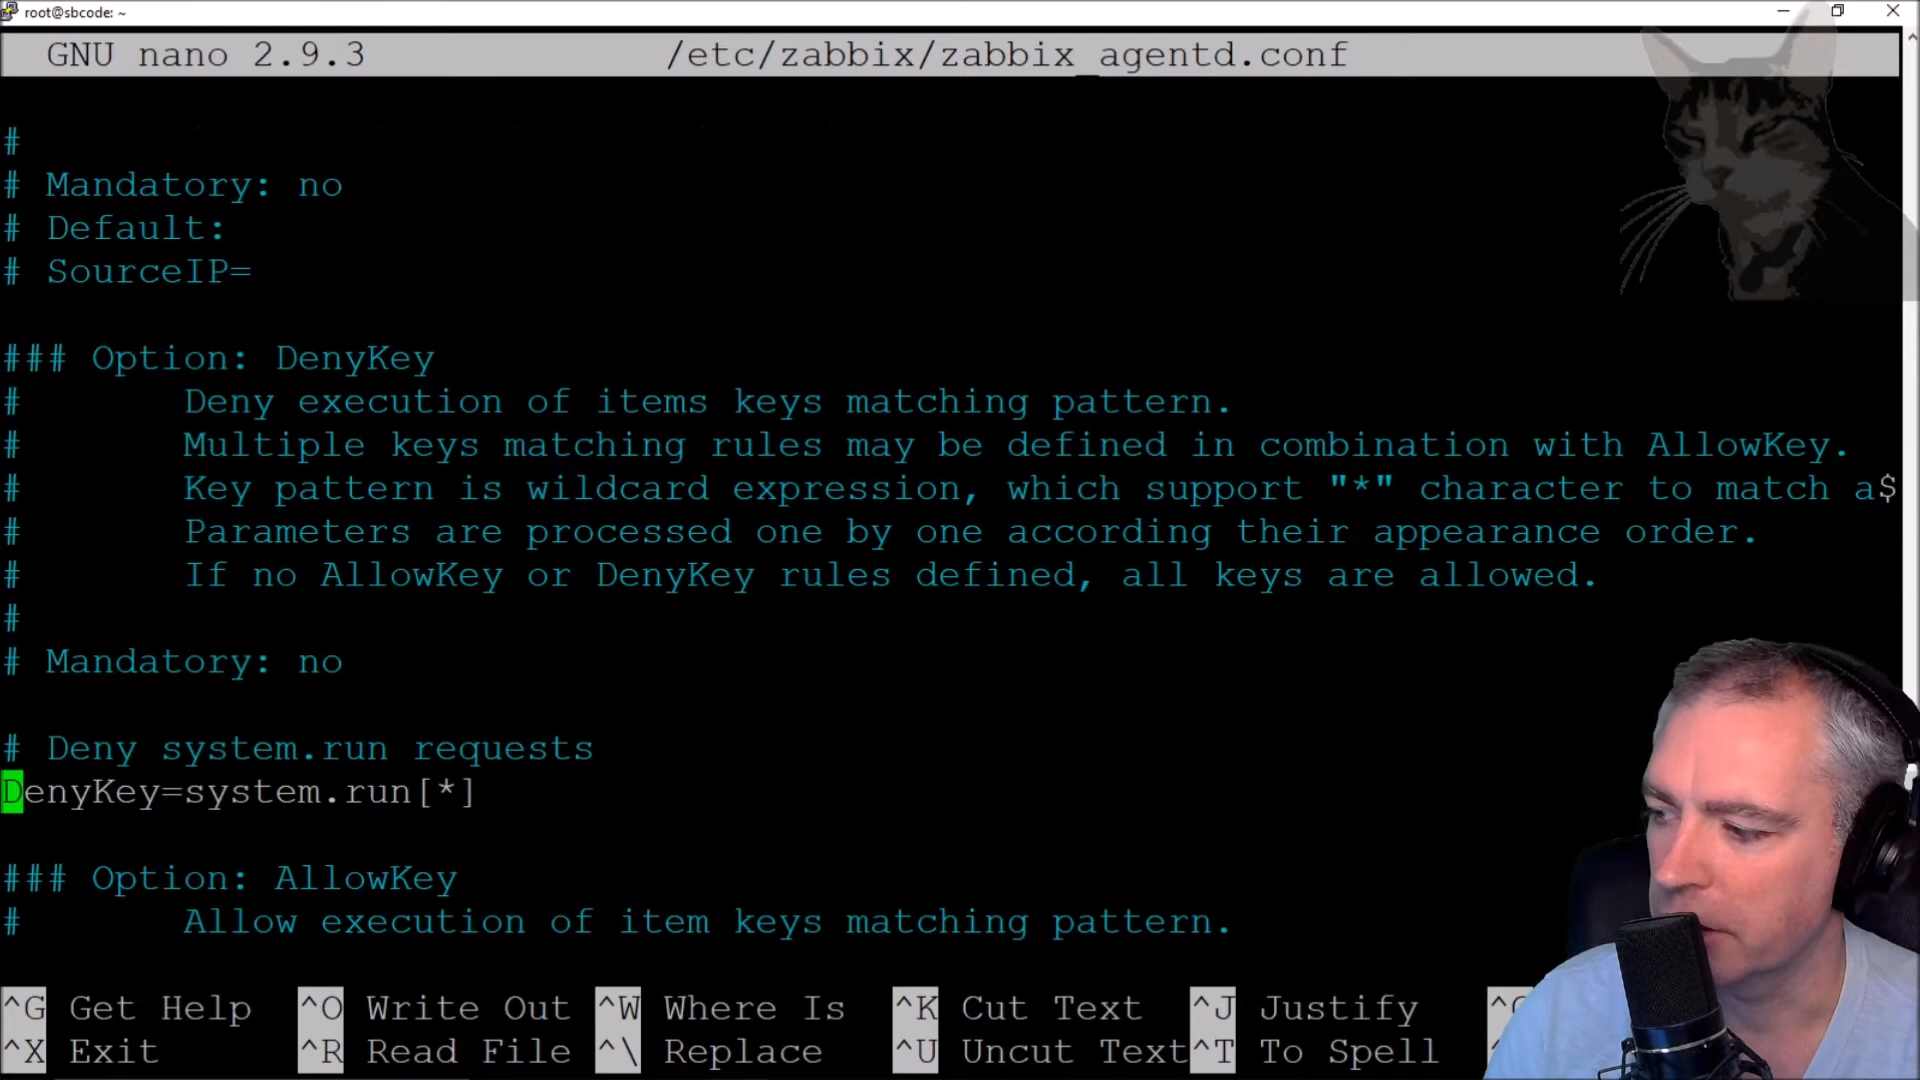 root@sbcode: ~
GNU nano 2.9.3 /etc/zabbix/zabbix_agentd.conf
#
# Mandatory: no
# Default:
# SourceIP=
### Option: DenyKey
# Deny execution of items keys matching pattern.
# Multiple keys matching rules may be defined in combination with AllowKey.
# Key pattern is wildcard expression, which support "*" character to match a$
# Parameters are processed one by one according their appearance order.
# If no AllowKey or DenyKey rules defined, all keys are allowed.
#
# Mandatory: no
# Deny system.run requests
DenyKey=system.run[*]
### Option: AllowKey
# Allow execution of item keys matching pattern.
^G Get Help ^O Write Out ^W Where Is ^K Cut Text ^J Justify
^X Exit ^R Read File ^\ Replace ^U Uncut Text ^T To Spell